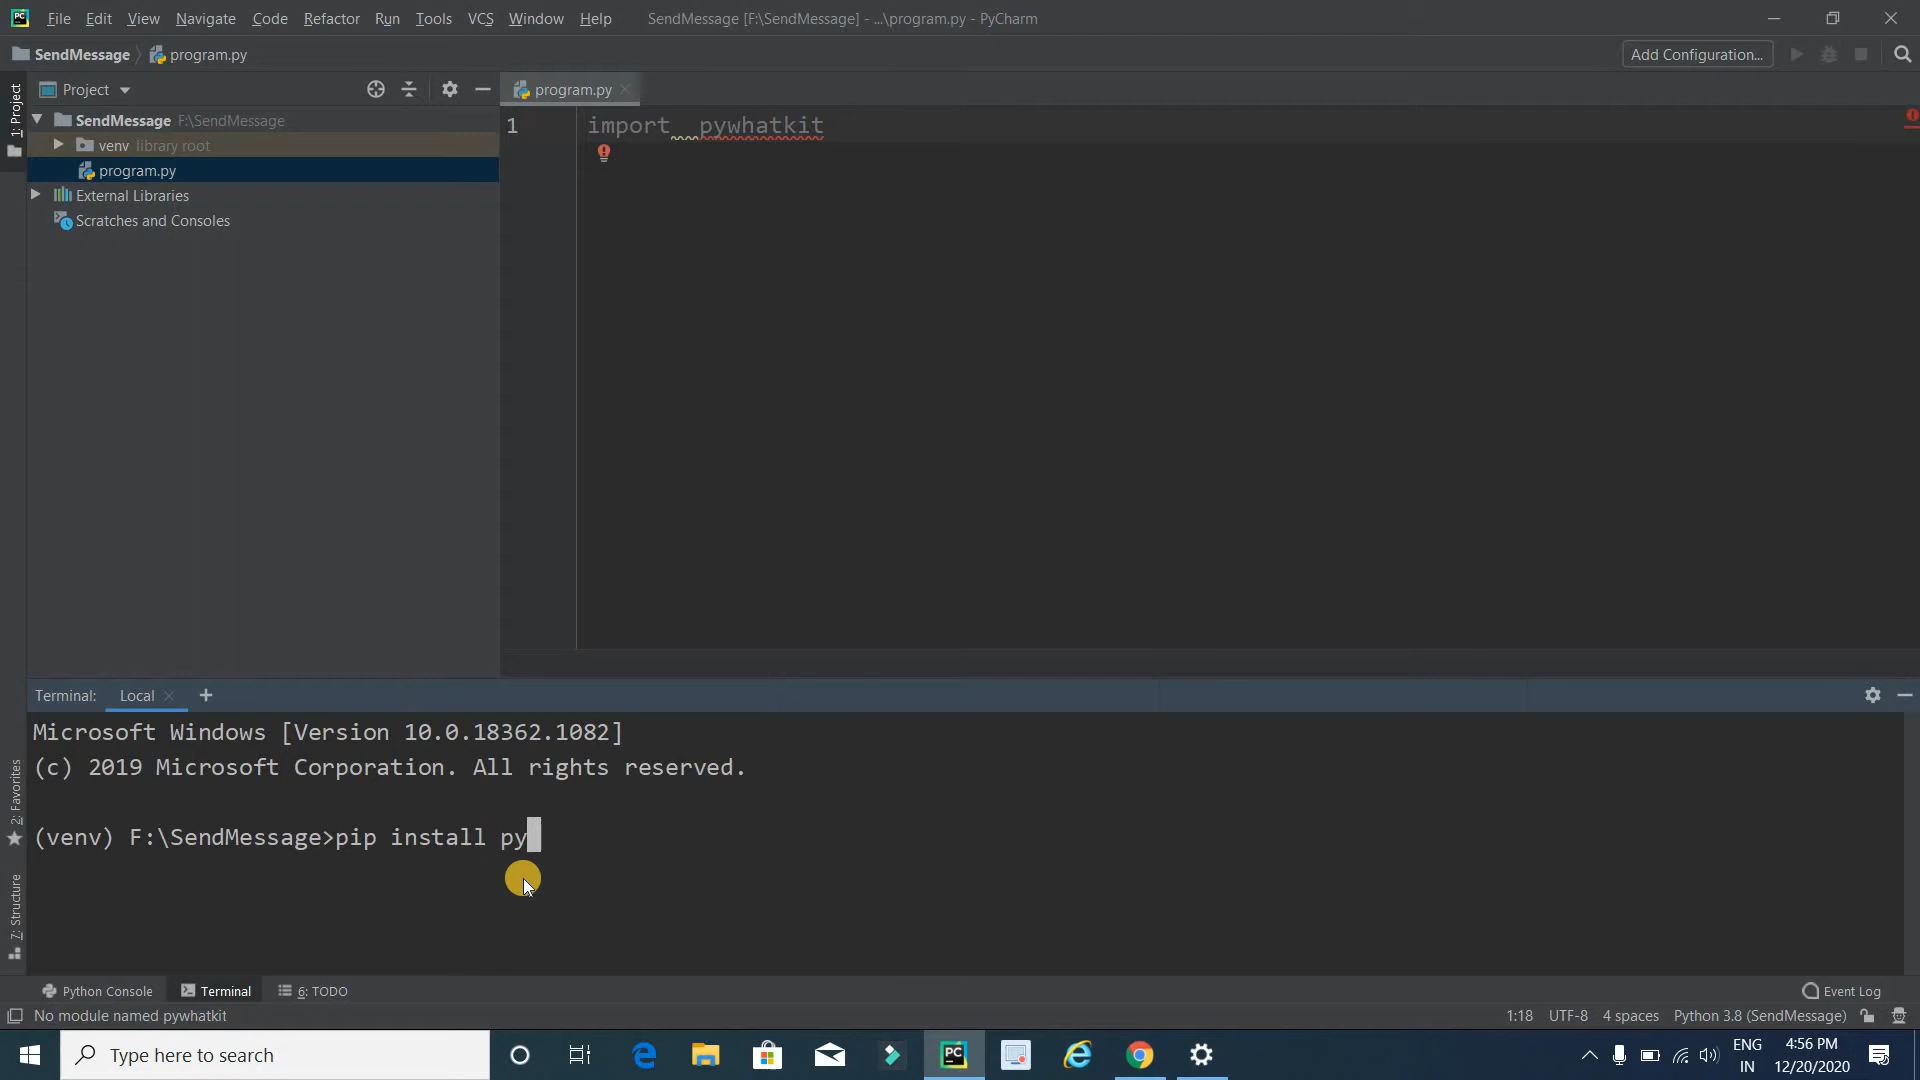 File Edit View Navigate Code Refactor Run Tools VCS Window Help SendMessage [F:\SendMessage] - ...\program.py - PyCharm
SendMessage program.py Add Configuration...
1: Project
Project
program.py
SendMessage F:\SendMessage
venv library root
program.py
External Libraries
Scratches and Consoles
1 import  pywhatkit
Terminal: Local +
Microsoft Windows [Version 10.0.18362.1082]
(c) 2019 Microsoft Corporation. All rights reserved.
(venv) F:\SendMessage>pip install py
2: Favorites
7: Structure
Python Console Terminal 6: TODO Event Log
No module named pywhatkit 1:18 UTF-8 4 spaces Python 3.8 (SendMessage)
Type here to search
PC
ENG
IN
4:56 PM
12/20/2020